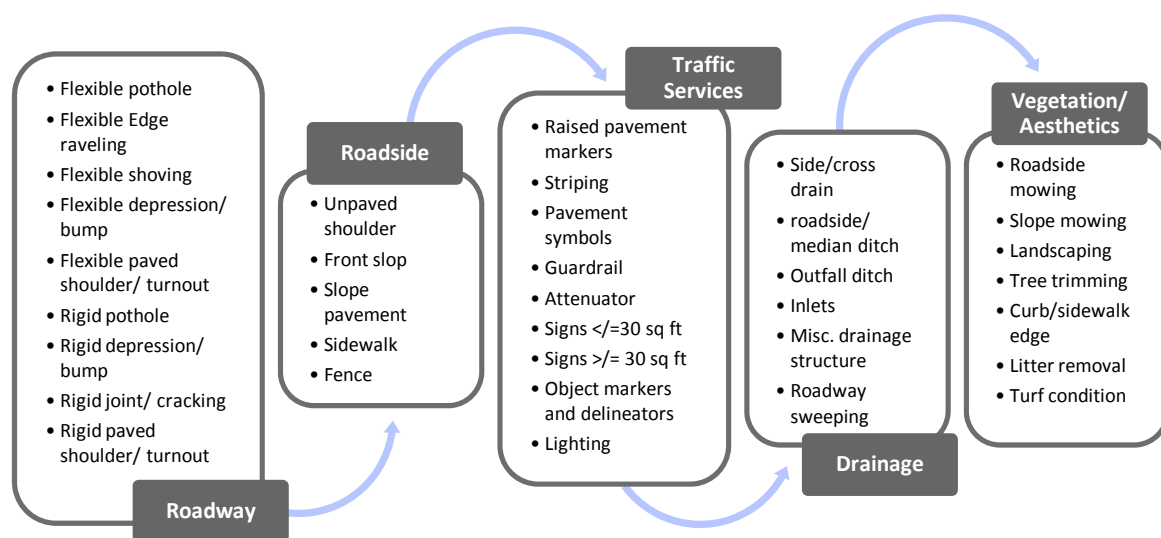 • Flexible pothole
• Flexible Edge
raveling
• Flexible shoving
• Flexible depression/
bump
• Flexible paved
shoulder/ turnout
• Rigid pothole
• Rigid depression/
bump
• Rigid joint/ cracking
• Rigid paved
shoulder/ turnout
Roadway
Roadside
• Unpaved
shoulder
• Front slop
• Slope
pavement
• Sidewalk
• Fence
Traffic
Services
• Raised pavement
markers
• Striping
• Pavement
symbols
• Guardrail
• Attenuator
• Signs </=30 sq ft
• Signs >/= 30 sq ft
• Object markers
and delineators
• Lighting
• Side/cross
drain
• roadside/
median ditch
• Outfall ditch
• Inlets
• Misc. drainage
structure
• Roadway
sweeping
Drainage
Vegetation/
Aesthetics
• Roadside
mowing
• Slope mowing
• Landscaping
• Tree trimming
• Curb/sidewalk
edge
• Litter removal
• Turf condition